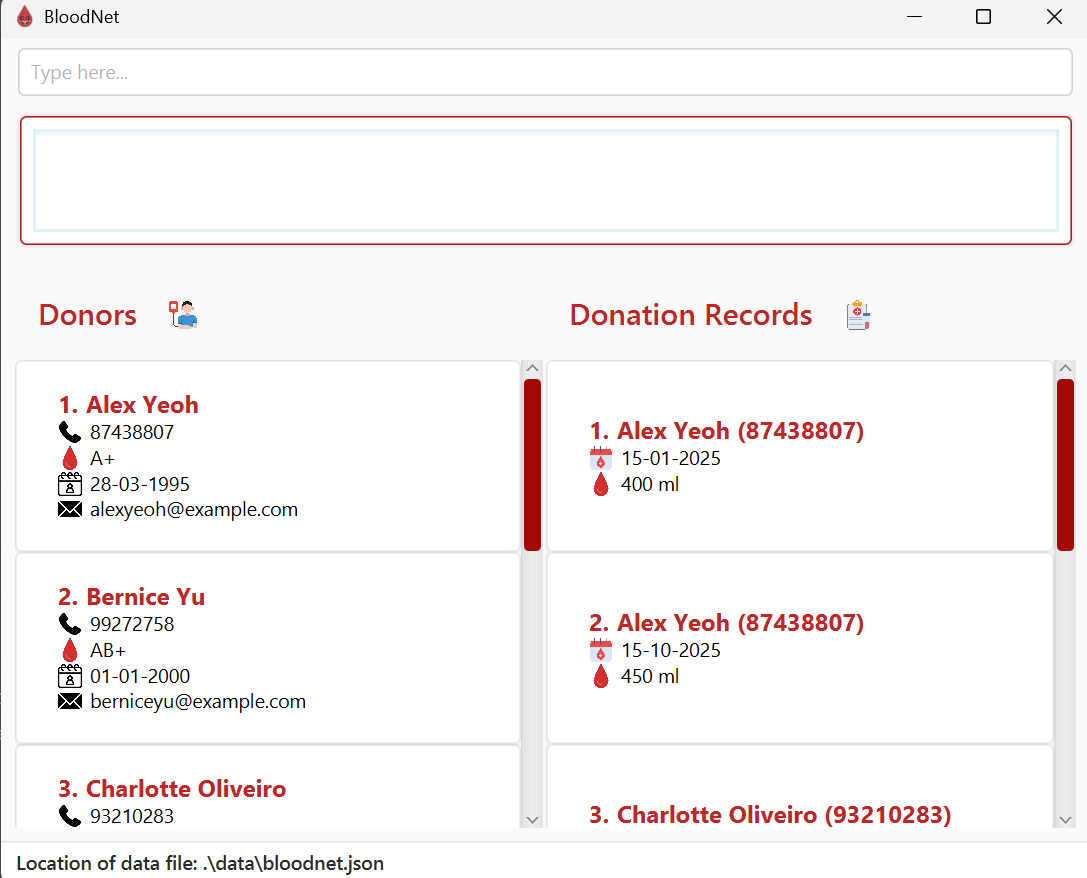 BloodNet
Type here...
Donors
Donation Records
1. Alex Yeoh
87438807
A+
28-03-1995
alexyeoh@example.com
1. Alex Yeoh (87438807)
15-01-2025
400 ml
2. Bernice Yu
99272758
AB+
01-01-2000
berniceyu@example.com
2. Alex Yeoh (87438807)
15-10-2025
450 ml
3. Charlotte Oliveiro
93210283
3. Charlotte Oliveiro (93210283)
Location of data file: .\data\bloodnet.json